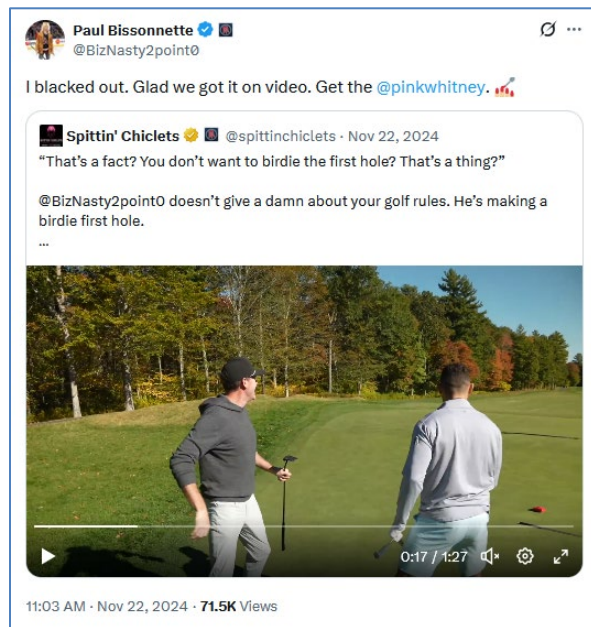 Paul Bissonnette
@BizNasty2point0
I blacked out. Glad we got it on video. Get the @pinkwhitney.
Spittin' Chiclets @spittinchiclets · Nov 22, 2024
“That’s a fact? You don’t want to birdie the first hole? That’s a thing?”
@BizNasty2point0 doesn’t give a damn about your golf rules. He’s making a
birdie first hole.
...
0:17 / 1:27
11:03 AM · Nov 22, 2024 · 71.5K Views